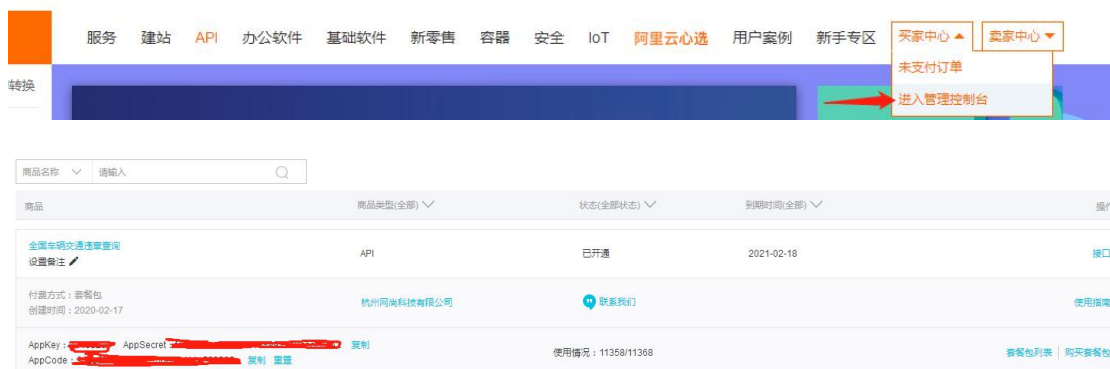 服务 建站 API 办公软件 基础软件 新零售 容器 安全 IoT 阿里云心选 用户案例 新手专区 买家中心 卖家中心
未支付订单
转换
进入管理控制台
商品名称 请输入
商品 商品类型(全部) 状态(全部状态) 到期时间(全部) 操作
全国车辆交通违章查询
设置备注
API 已开通 2021-02-18 接口
付费方式：套餐包
创建时间：2020-02-17
杭州网尚科技有限公司 联系我们 使用指南
AppKey： AppSecret 复制
AppCode： 复制 重置
使用情况：11358/11368 套餐包列表 购买套餐包